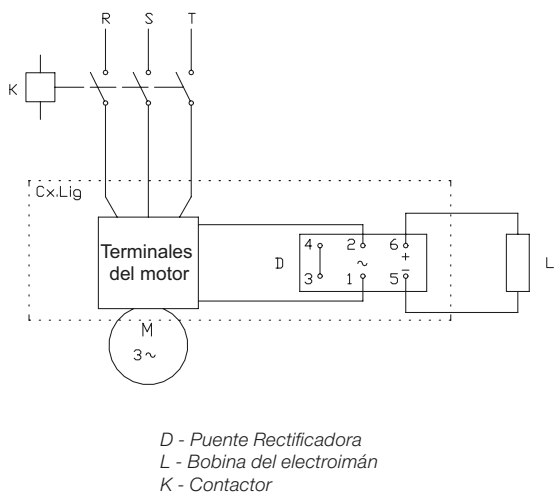 R S T
K
Cx.Lig
Terminales
del motor
D
4 2 6
~ +
3 1 5 –
L
M
3~
D - Puente Rectificadora
L - Bobina del electroimán
K - Contactor